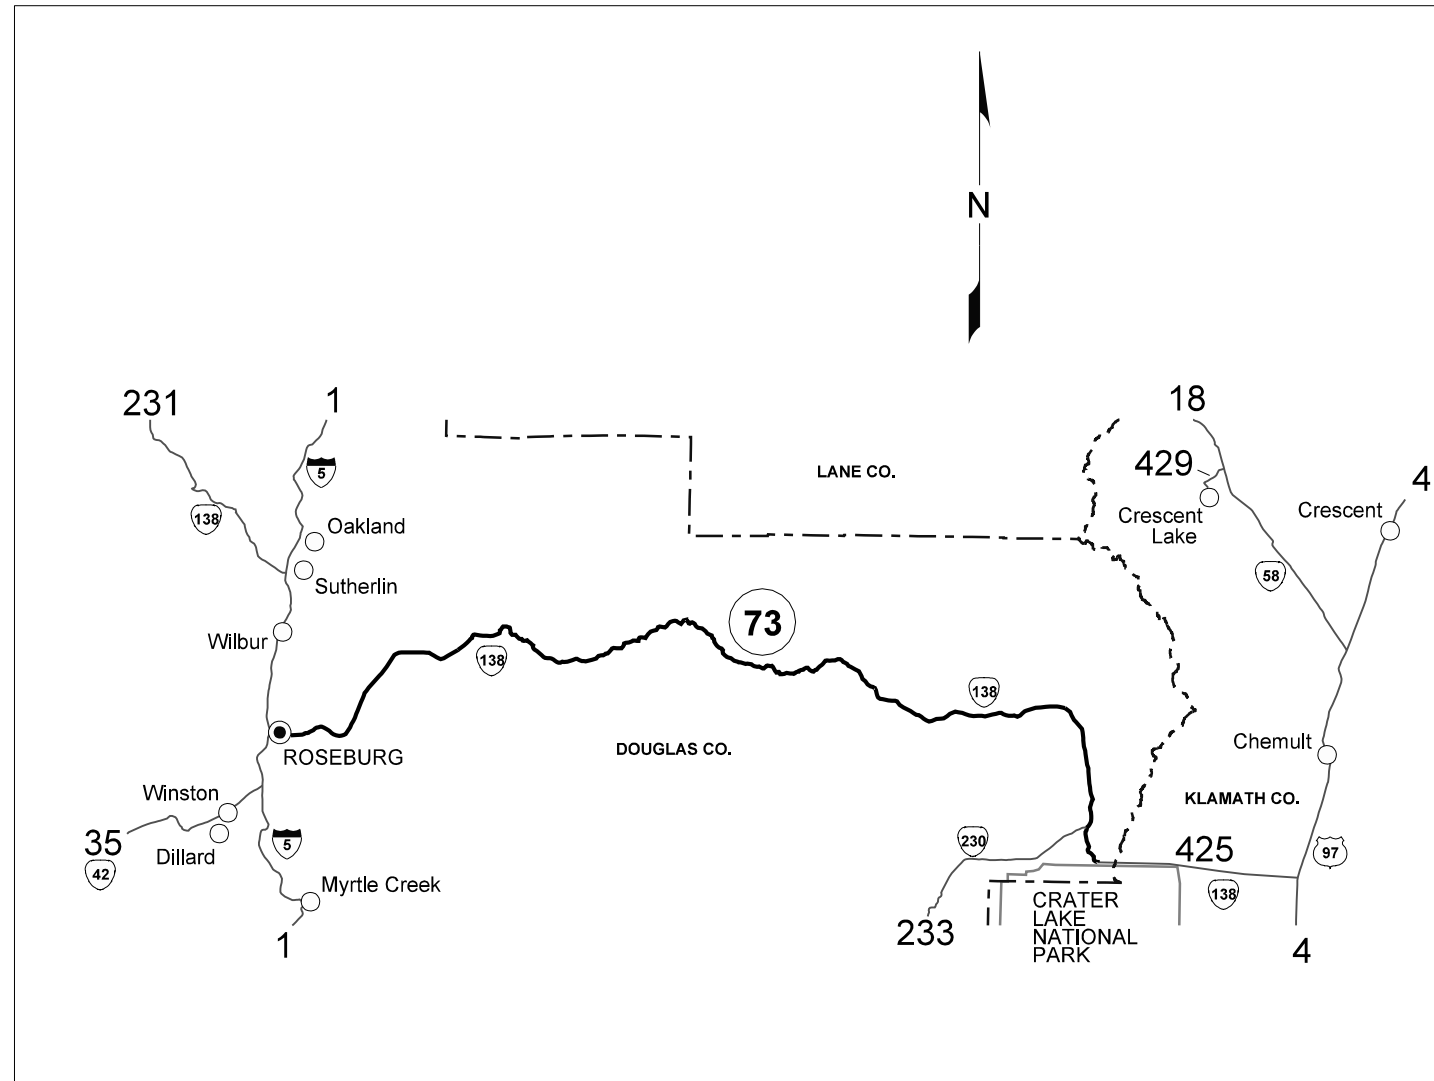 N
231
1
18
5
LANE CO.
429
4
138
Oakland
Crescent
Lake
Crescent
Sutherlin
58
73
Wilbur
138
138
ROSEBURG
DOUGLAS CO.
Chemult
Winston
KLAMATH CO.
35
Dillard
5
230
425
97
42
Myrtle Creek
138
CRATER
LAKE
NATIONAL
PARK
1
233
4